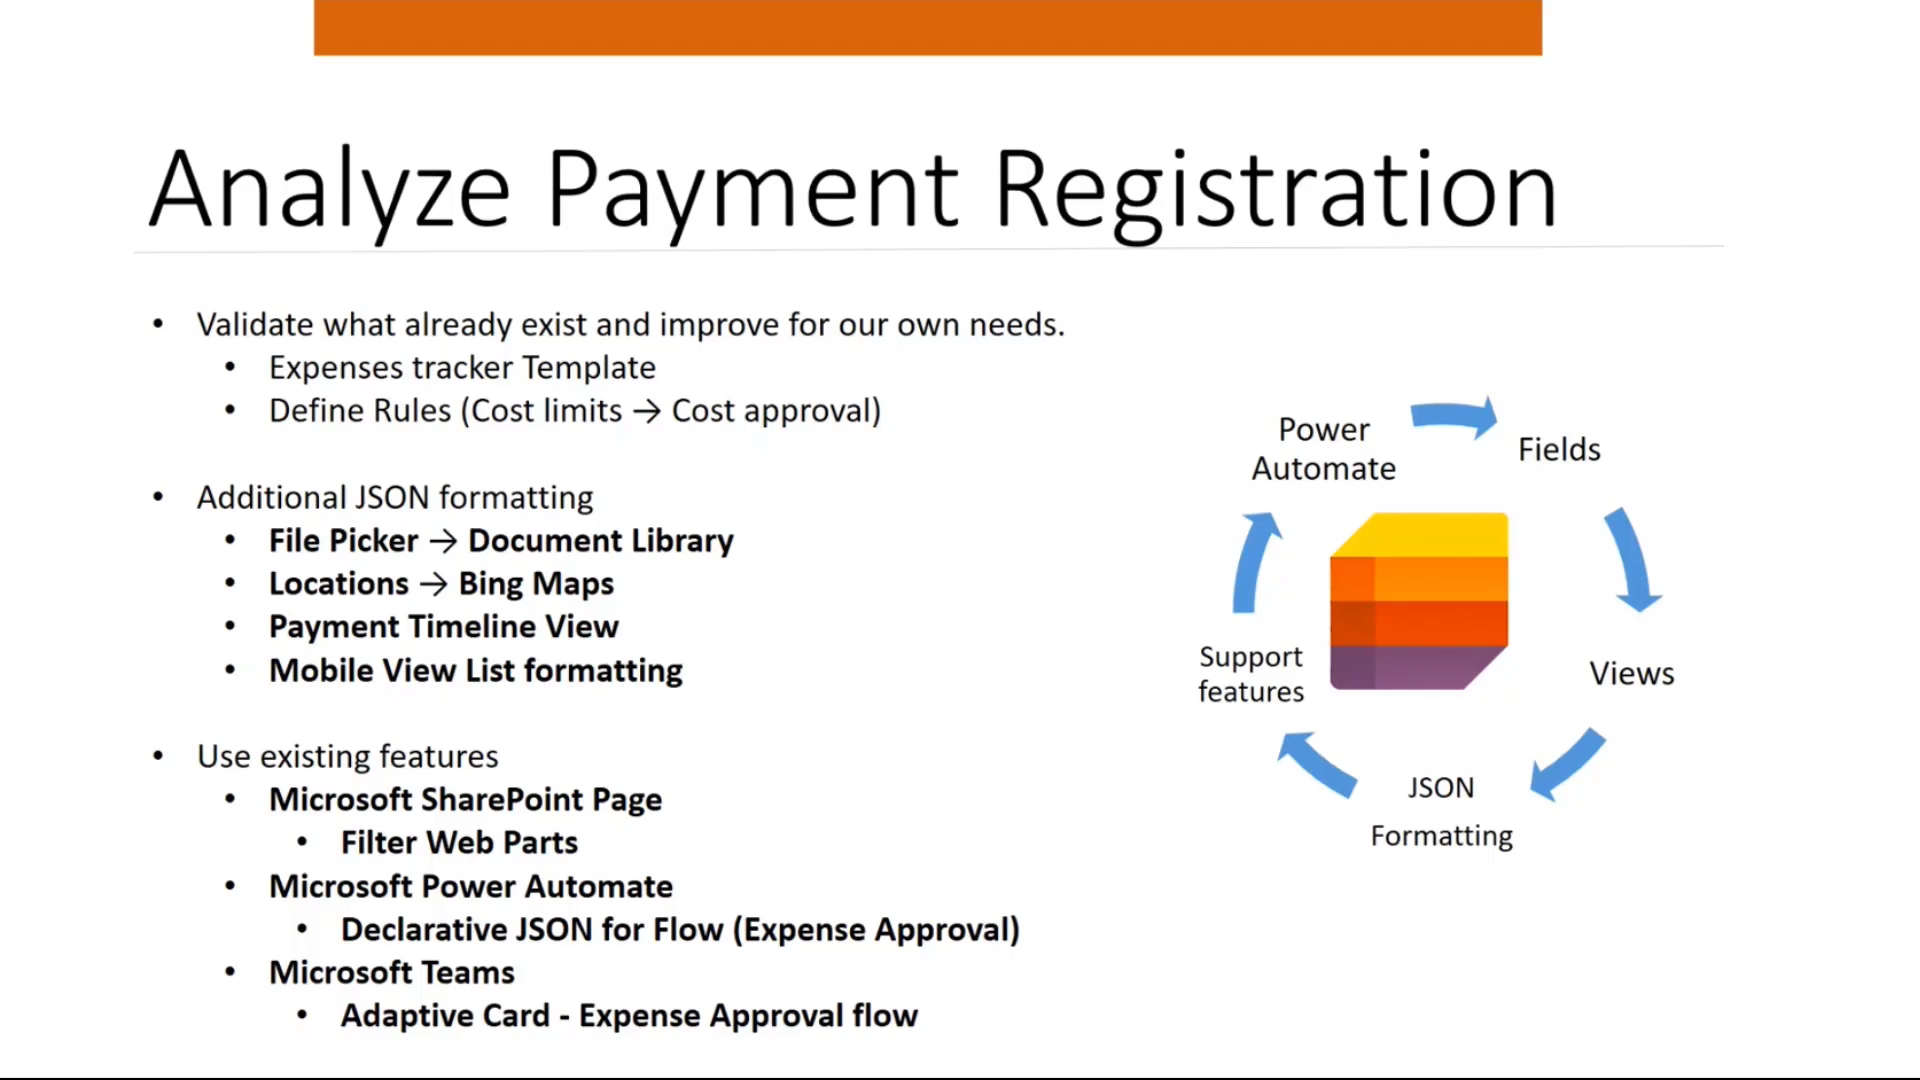 Analyze Payment Registration
• Validate what already exist and improve for our own needs.
• Expenses tracker Template
• Define Rules (Cost limits → Cost approval)
• Additional JSON formatting
• File Picker → Document Library
• Locations → Bing Maps
• Payment Timeline View
• Mobile View List formatting
• Use existing features
• Microsoft SharePoint Page
• Filter Web Parts
• Microsoft Power Automate
• Declarative JSON for Flow (Expense Approval)
• Microsoft Teams
• Adaptive Card - Expense Approval flow
Power
Automate
Fields
Views
JSON
Formatting
Support
features